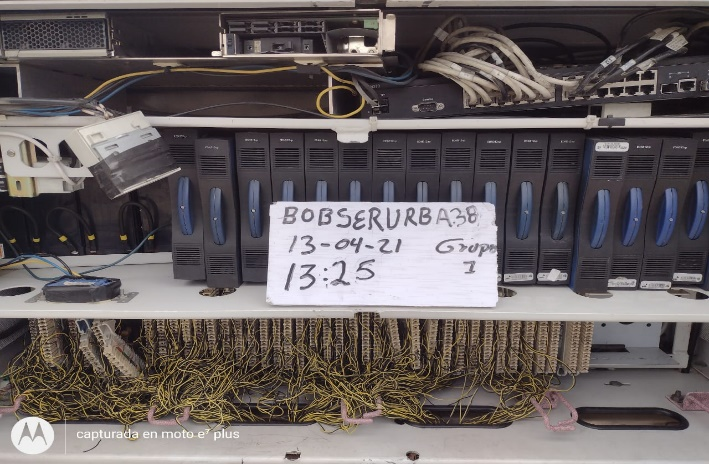 BOBSERURBA38
13-04-21 Grupo
1
13:25
capturada en moto e⁷ plus